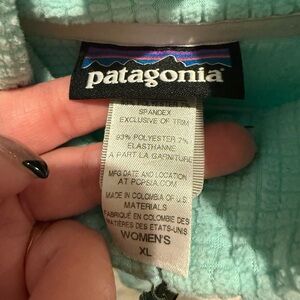 patagonia
SPANDEX
EXCLUSIVE OF TRIM
93% POLYESTER 7%
ELASTHANNE
A PART LA GARNITURE
MFG DATE AND LOCATION
AT PCPSIA.COM
MADE IN COLOMBIA OF U.S.
MATERIALS
FABRIQUÉ EN COLOMBIE DES
MATIÈRES DES ÉTATS-UNIS
WOMEN'S
XL